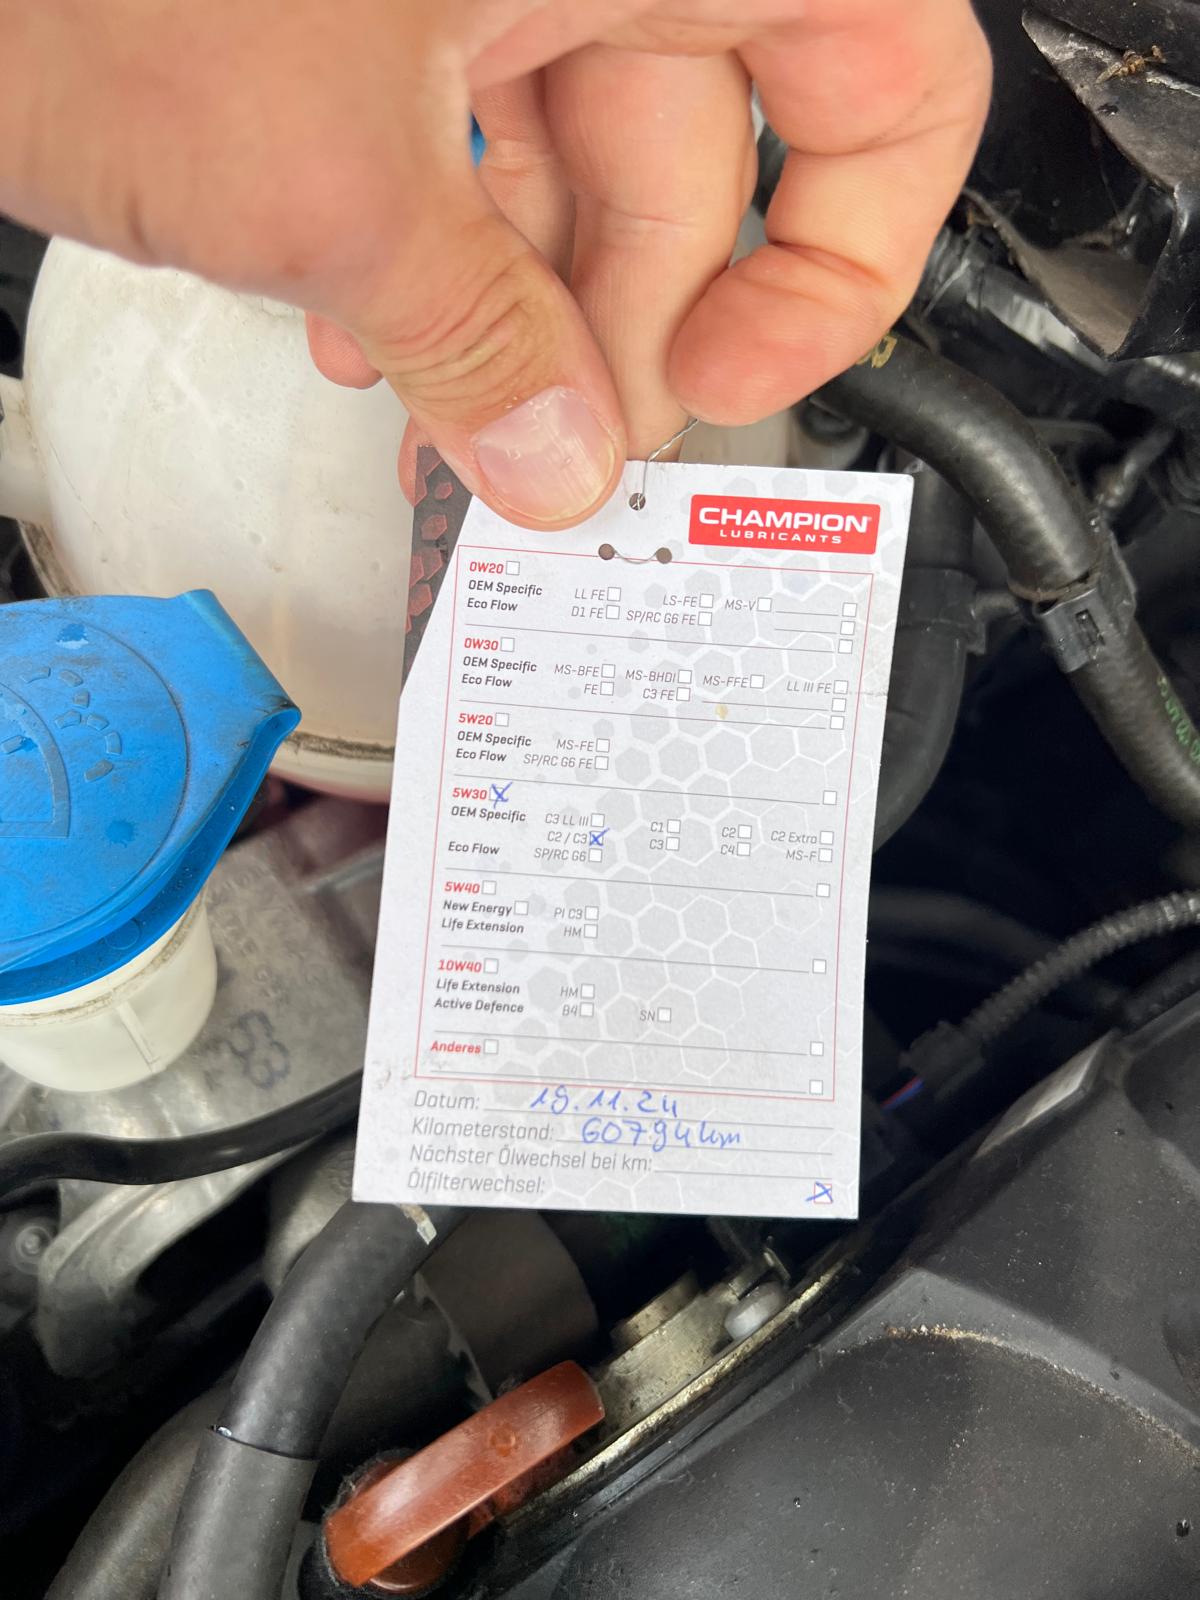 CHAMPION
LUBRICANTS
0W20
OEM Specific LL FE LS-FE MS-V
Eco Flow D1 FE SP/RC G6 FE
0W30
OEM Specific MS-BFE MS-BHDI MS-FFE LL III FE
Eco Flow FE C3 FE
5W20
OEM Specific MS-FE
Eco Flow SP/RC G6 FE
5W30 X
OEM Specific C3 LL III C1 C2 C2 Extra
C2 / C3 X C3 C4 MS-F
Eco Flow SP/RC G6
5W40
New Energy PI C3
Life Extension HM
10W40
Life Extension HM
Active Defence B4 SN
Anderes
Datum: 19.11.24
Kilometerstand: 60794 km
Nächster Ölwechsel bei km:
Ölfilterwechsel: X